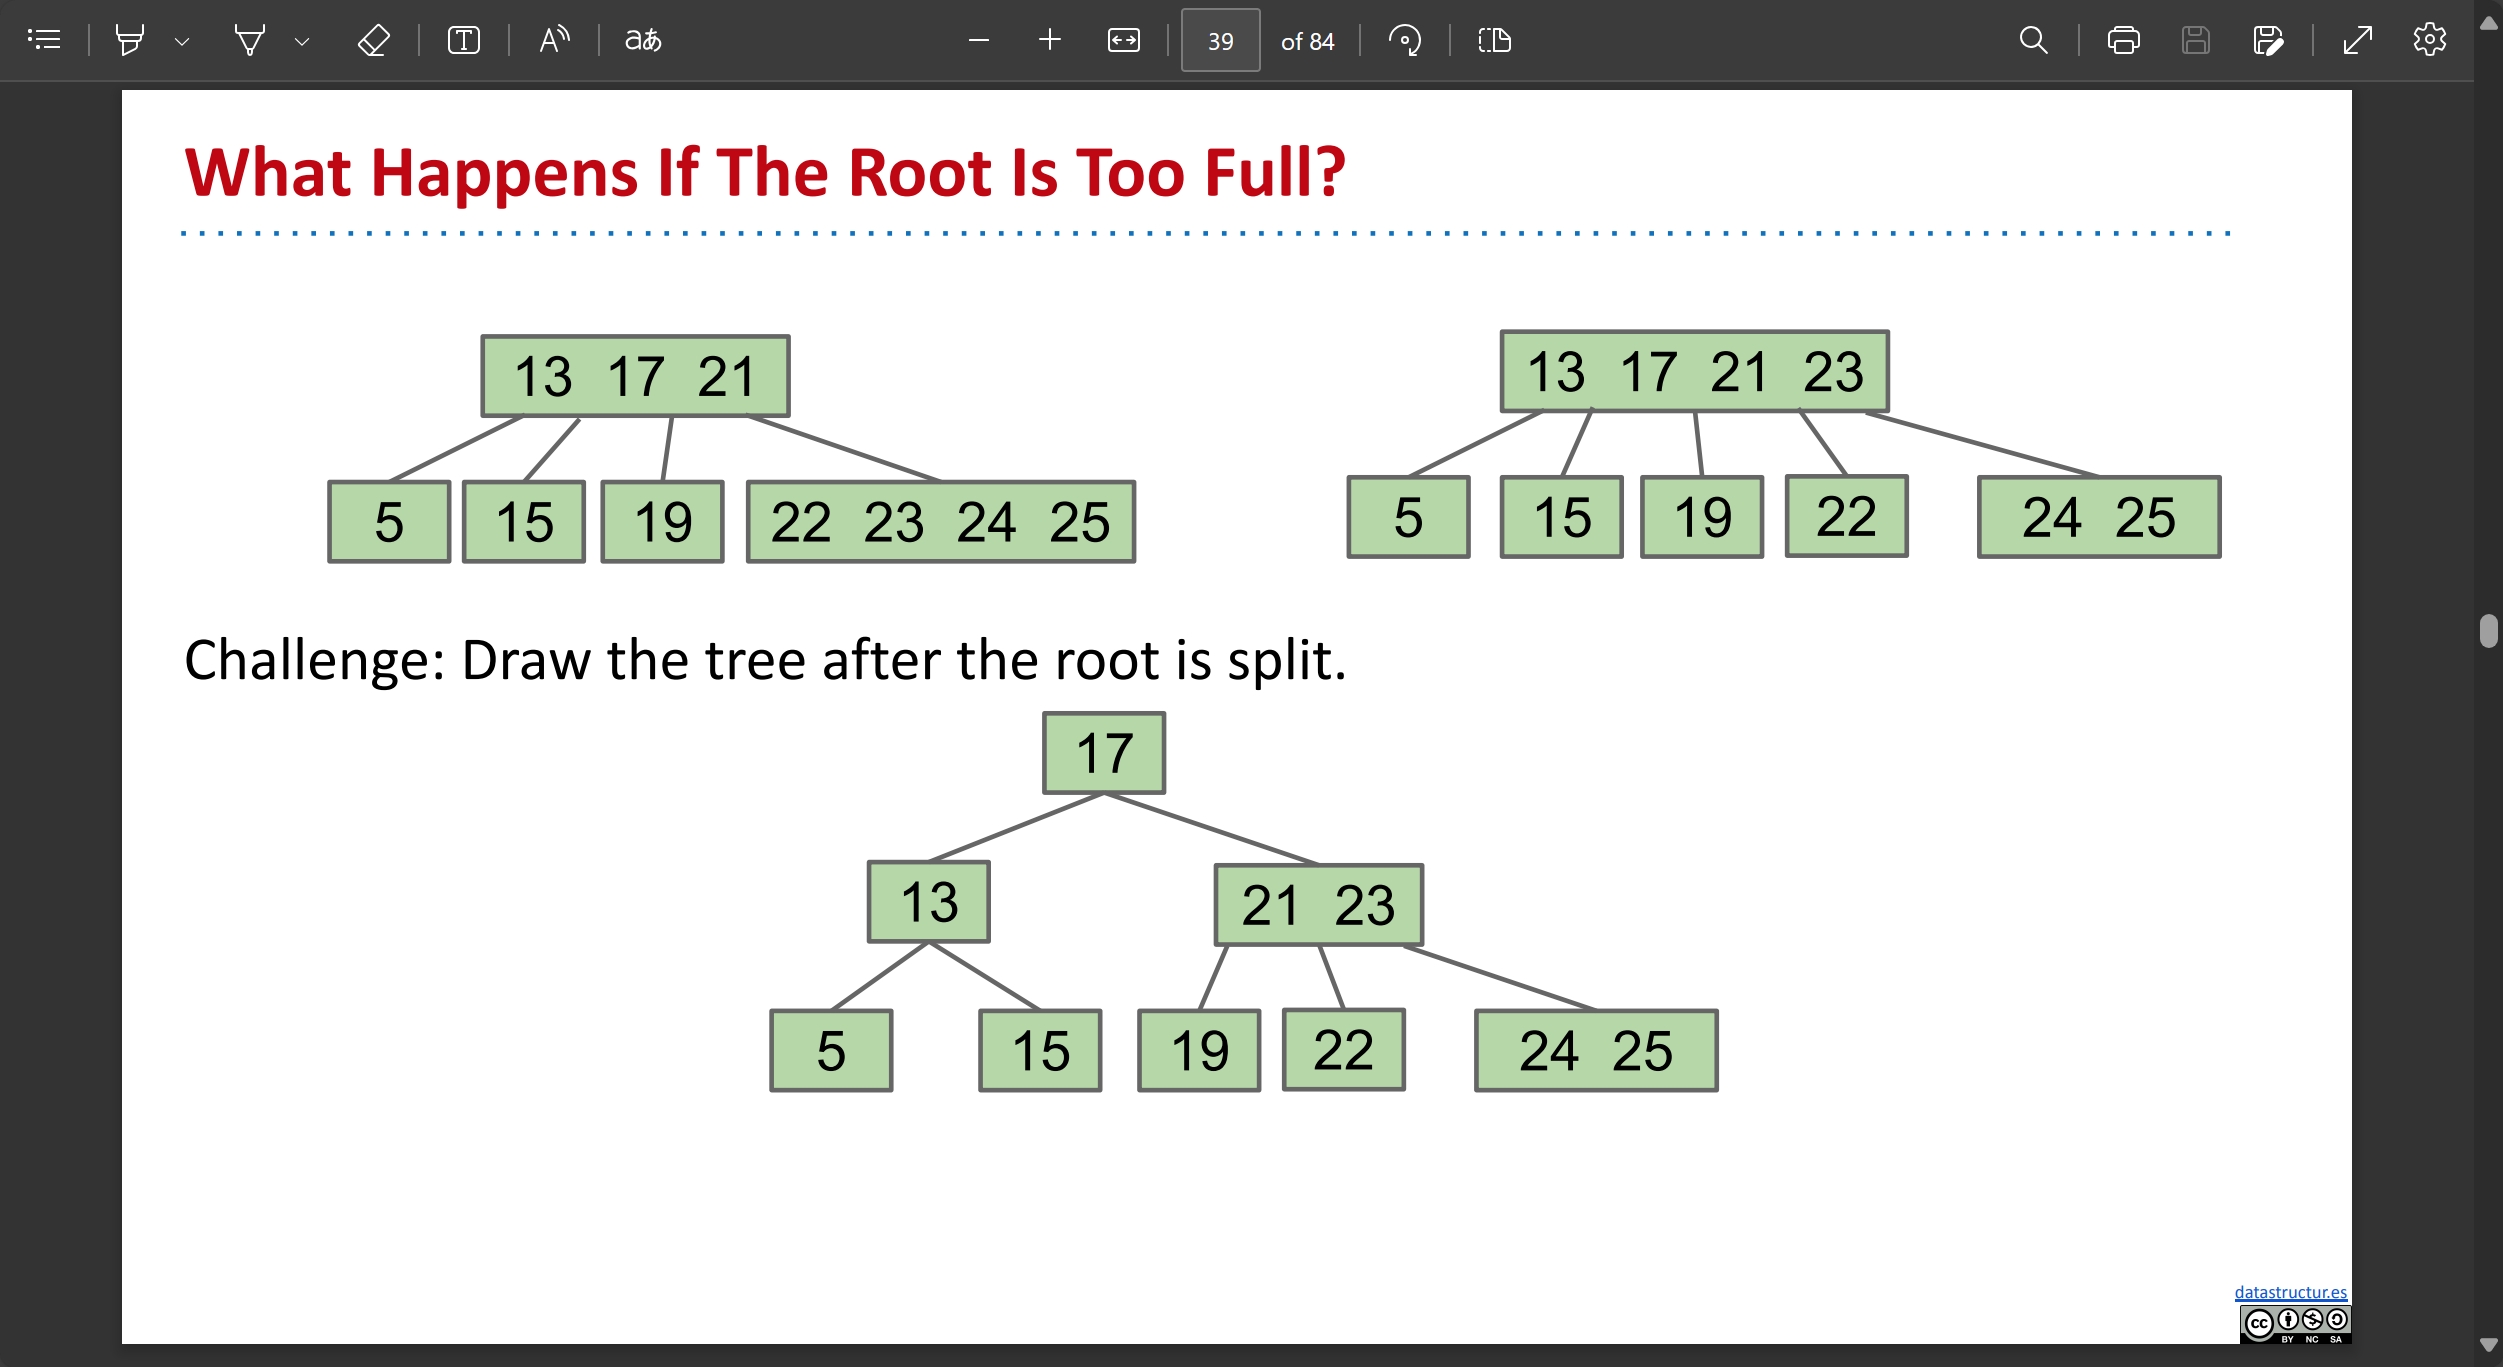 aあ
39 of 84
What Happens If The Root Is Too Full?
13 17 21
5 15 19 22 23 24 25
13 17 21 23
5 15 19 22 24 25
Challenge: Draw the tree after the root is split.
17
13 21 23
5 15 19 22 24 25
datastructur.es
cc
BY NC SA